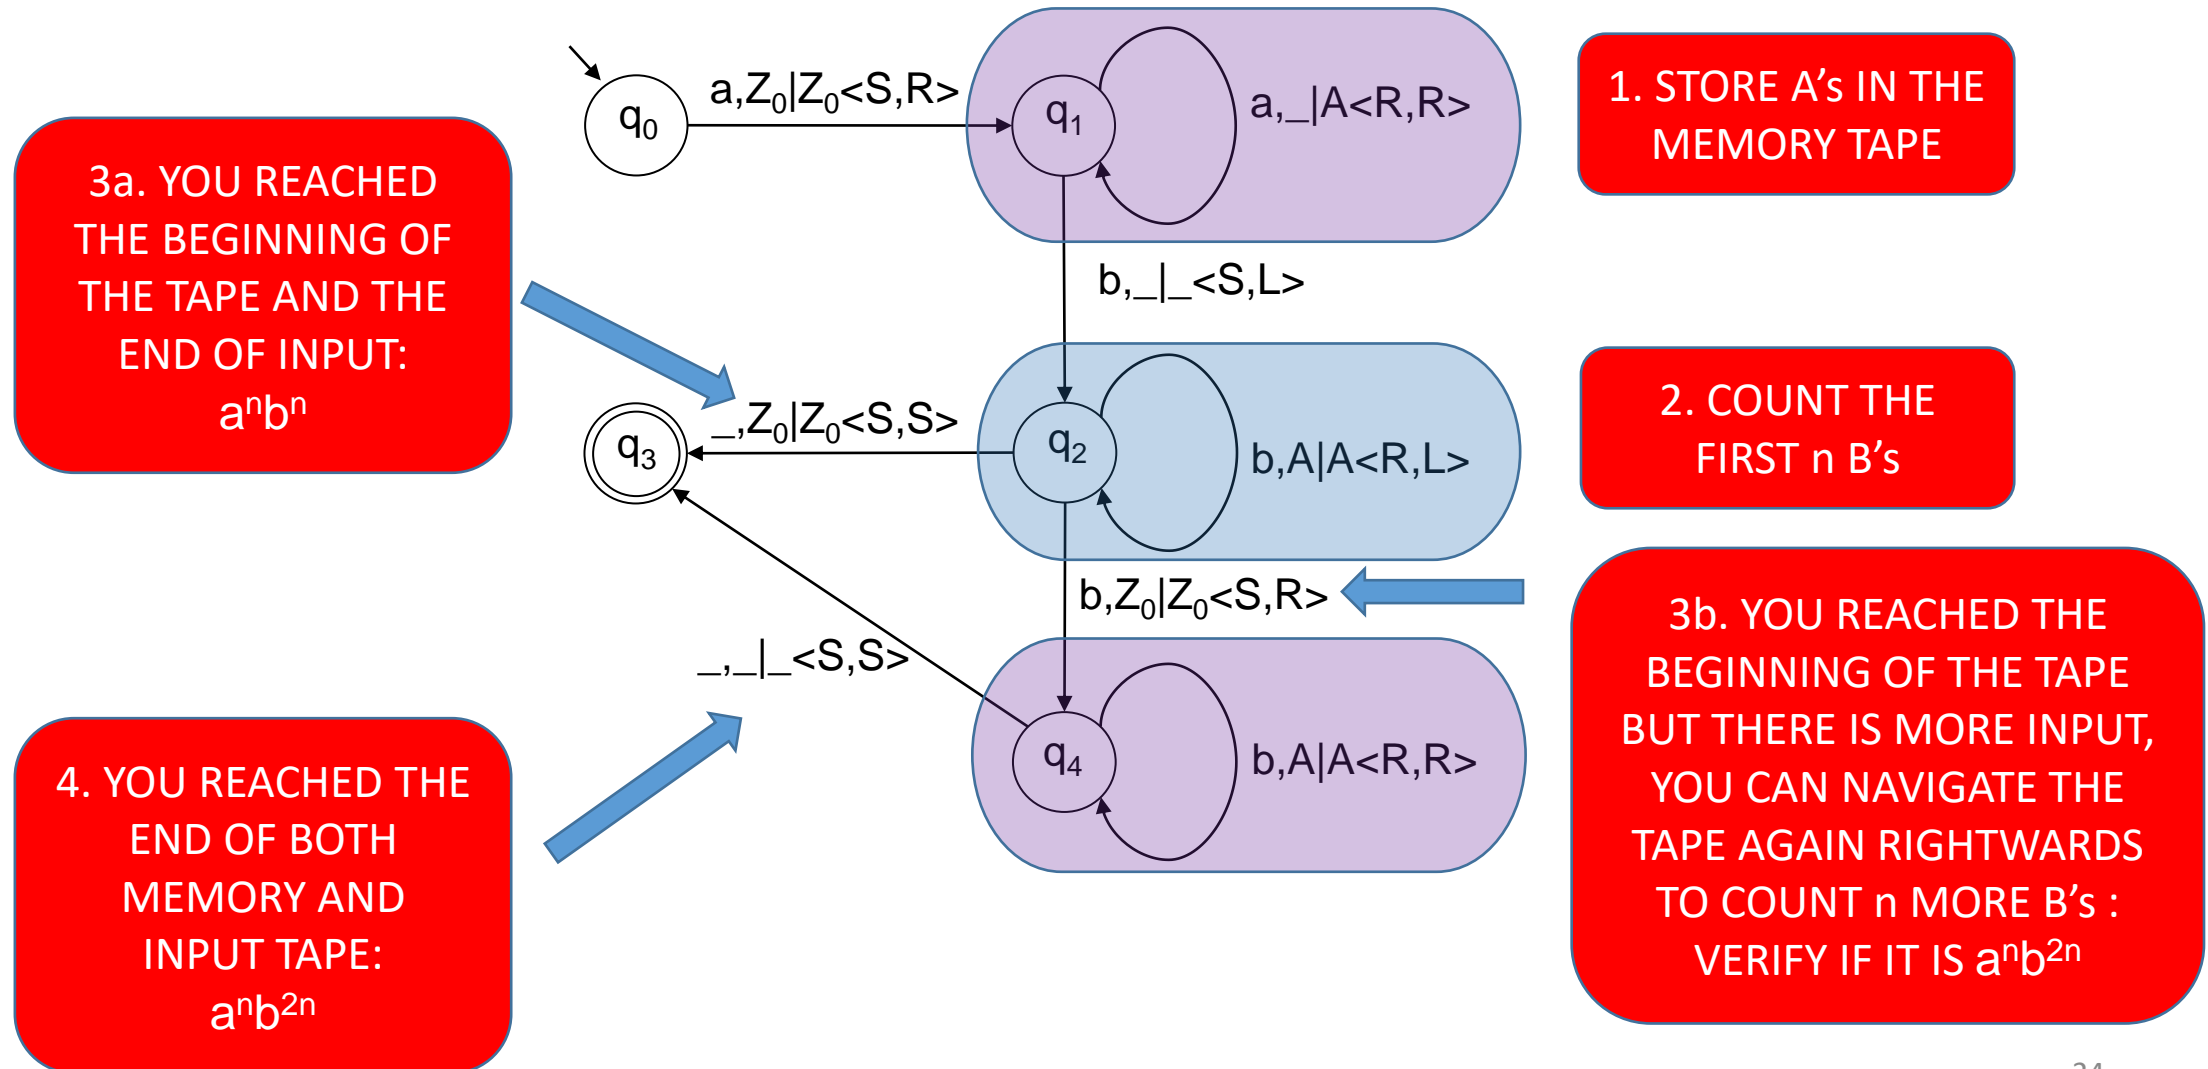 q₀
a,Z₀|Z₀<S,R>
q₁
a,_|A<R,R>
1. STORE A's IN THE
MEMORY TAPE
3a. YOU REACHED
THE BEGINNING OF
THE TAPE AND THE
END OF INPUT:
aⁿbⁿ
b,_|_<S,L>
_,Z₀|Z₀<S,S>
q₃
q₂
b,A|A<R,L>
2. COUNT THE
FIRST n B's
b,Z₀|Z₀<S,R>
3b. YOU REACHED THE
BEGINNING OF THE TAPE
BUT THERE IS MORE INPUT,
YOU CAN NAVIGATE THE
TAPE AGAIN RIGHTWARDS
TO COUNT n MORE B's :
VERIFY IF IT IS aⁿb²ⁿ
_,_|_<S,S>
q₄
b,A|A<R,R>
4. YOU REACHED THE
END OF BOTH
MEMORY AND
INPUT TAPE:
aⁿb²ⁿ